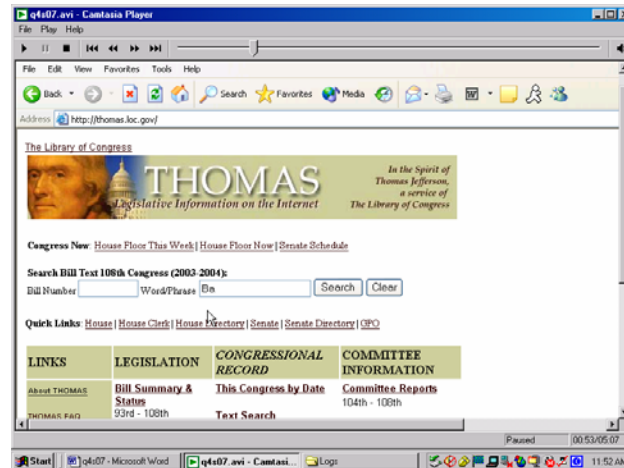 q4s07.avi - Camtasia Player
File Play Help
File Edit View Favorites Tools Help
Back Search Favorites Media
Address http://thomas.loc.gov/
The Library of Congress
THOMAS
Legislative Information on the Internet
In the Spirit of
Thomas Jefferson,
a service of
The Library of Congress
Congress Now: House Floor This Week | House Floor Now | Senate Schedule
Search Bill Text 108th Congress (2003-2004):
Bill Number Word/Phrase Ba Search Clear
Quick Links: House | House Clerk | House Directory | Senate | Senate Directory | GPO
LINKS LEGISLATION CONGRESSIONAL RECORD COMMITTEE INFORMATION
About THOMAS Bill Summary & Status This Congress by Date Committee Reports
93rd - 108th 104th - 108th
THOMAS FAQ Text Search
Paused 00:53/05:07
Start q4s07 - Microsoft Word q4s07.avi - Camtasi... Logs 11:52 AM